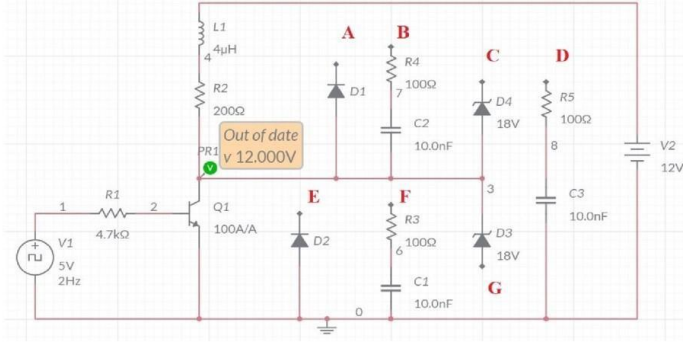 L1
4µH
4
R2
200Ω
Out of date
v 12.000V
PR1
V
A
D1
B
R4
100Ω
7
C2
10.0nF
C
D4
18V
D
R5
100Ω
8
C3
10.0nF
V2
12V
3
1
R1
4.7kΩ
2
Q1
100A/A
V1
5V
2Hz
E
D2
F
R3
100Ω
6
C1
10.0nF
D3
18V
G
0